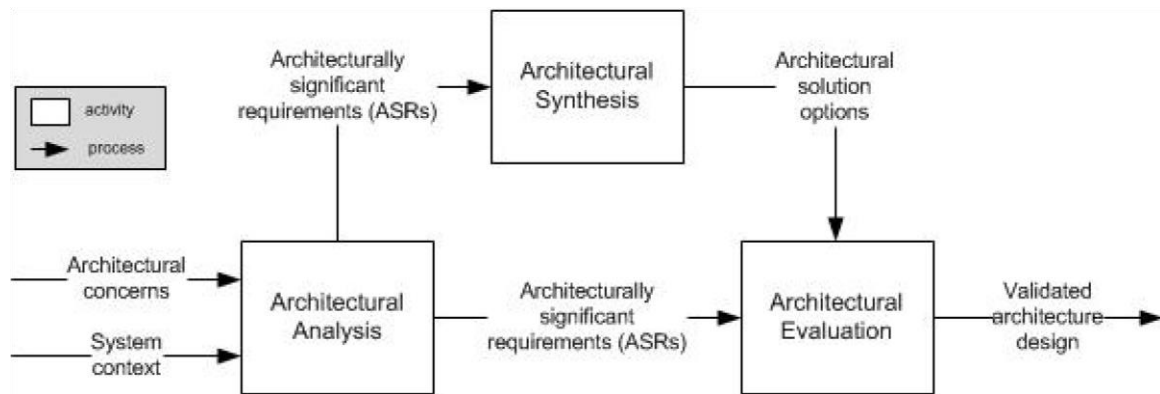 Architecturally
significant
requirements (ASRs)
Architectural
Synthesis
Architectural
solution
options
activity
process
Architectural
concerns
System
context
Architectural
Analysis
Architecturally
significant
requirements (ASRs)
Architectural
Evaluation
Validated
architecture
design